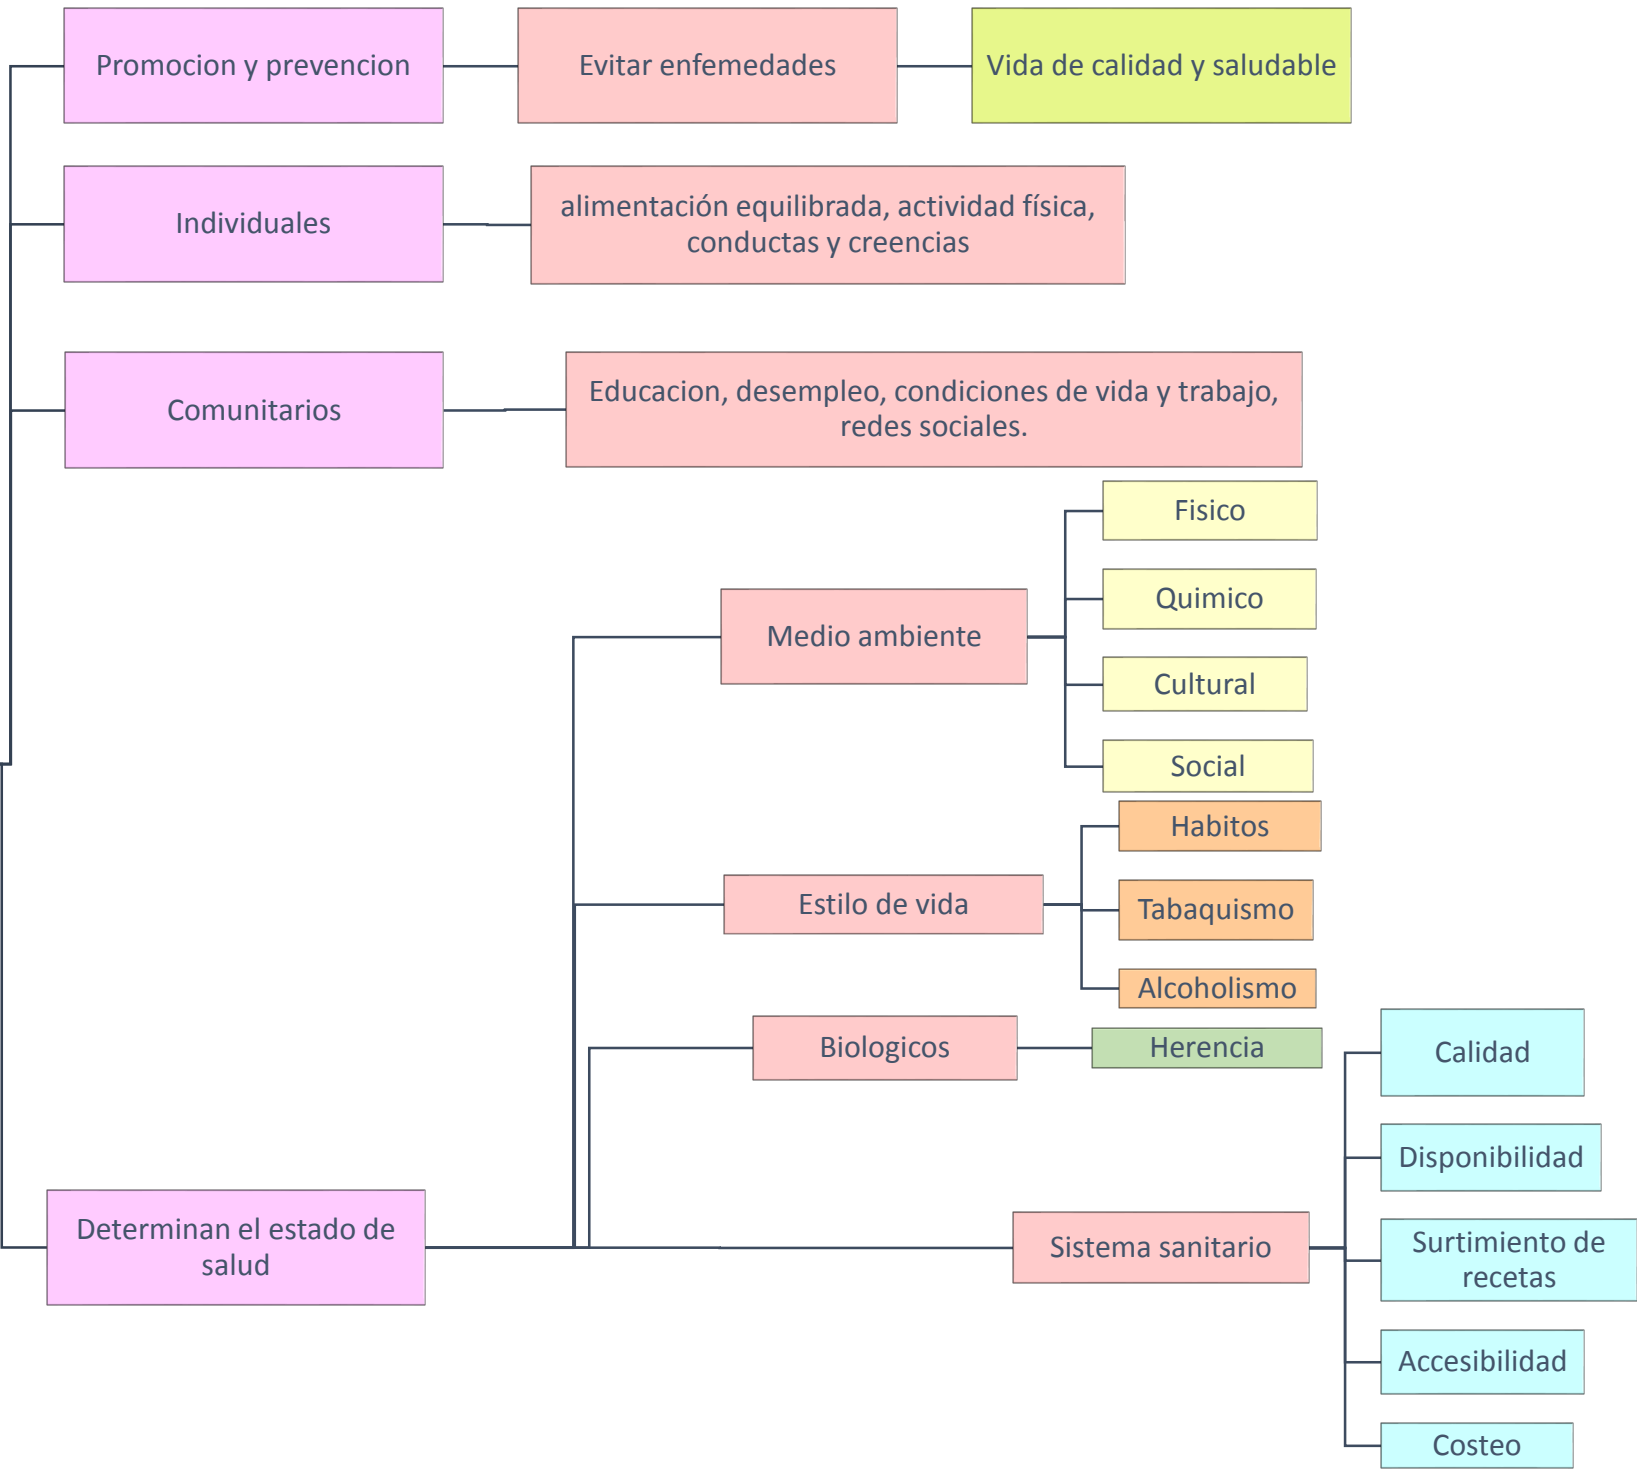 Promocion y prevencion
Evitar enfemedades
Vida de calidad y saludable
Individuales
alimentación equilibrada, actividad física,
conductas y creencias
Comunitarios
Educacion, desempleo, condiciones de vida y trabajo,
redes sociales.
Determinan el estado de
salud
Medio ambiente
Fisico
Quimico
Cultural
Social
Estilo de vida
Habitos
Tabaquismo
Alcoholismo
Biologicos
Herencia
Sistema sanitario
Calidad
Disponibilidad
Surtimiento de
recetas
Accesibilidad
Costeo